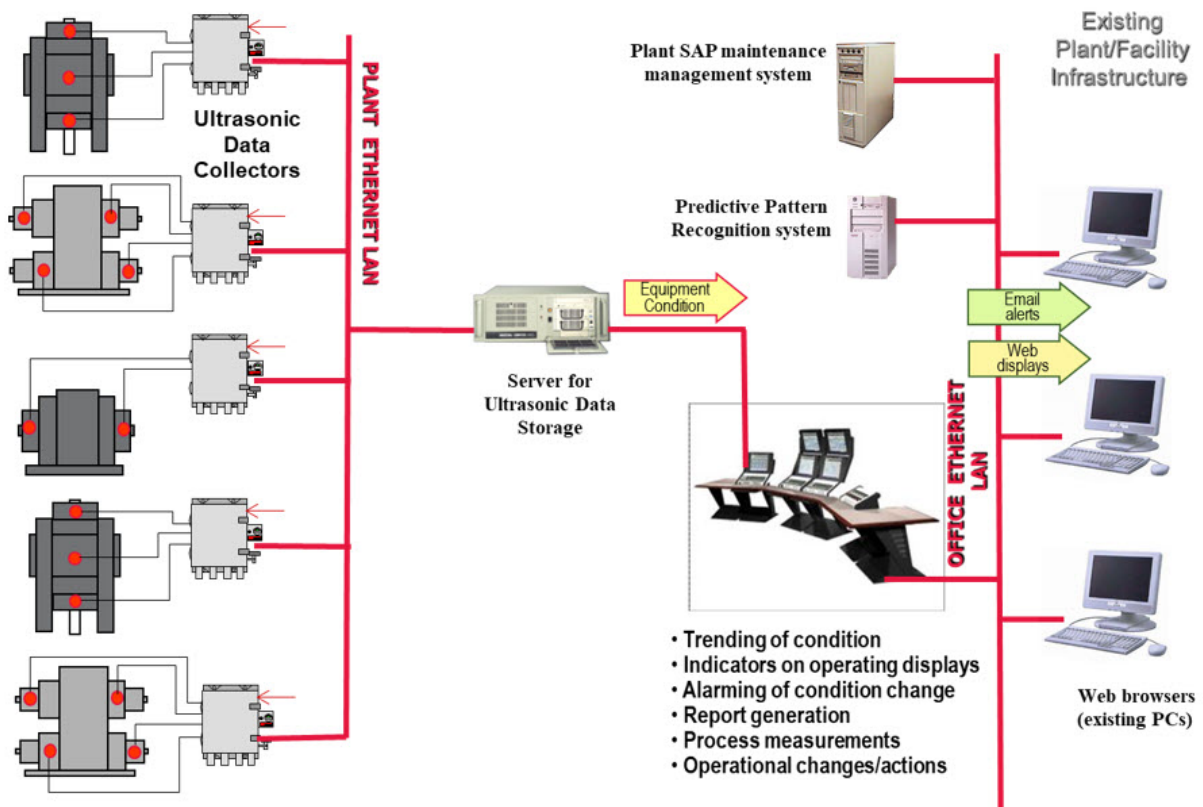 Ultrasonic
Data
Collectors
PLANT ETHERNET LAN
Server for
Ultrasonic Data
Storage
Equipment
Condition
Plant SAP maintenance
management system
Predictive Pattern
Recognition system
Existing
Plant/Facility
Infrastructure
Email
alerts
Web
displays
OFFICE ETHERNET
LAN
• Trending of condition
• Indicators on operating displays
• Alarming of condition change
• Report generation
• Process measurements
• Operational changes/actions
Web browsers
(existing PCs)